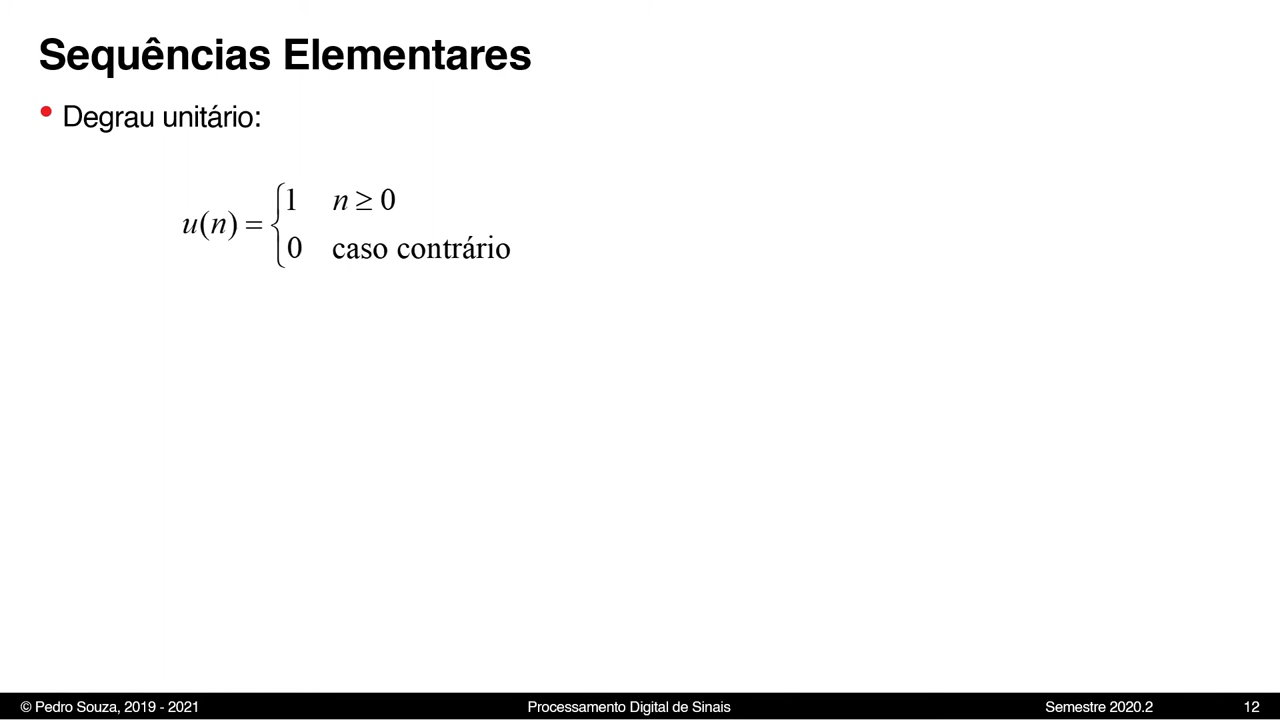 Sequências Elementares
• Degrau unitário:
u(n) = { 1 n ≥ 0
0 caso contrário
© Pedro Souza, 2019 - 2021 Processamento Digital de Sinais Semestre 2020.2 12